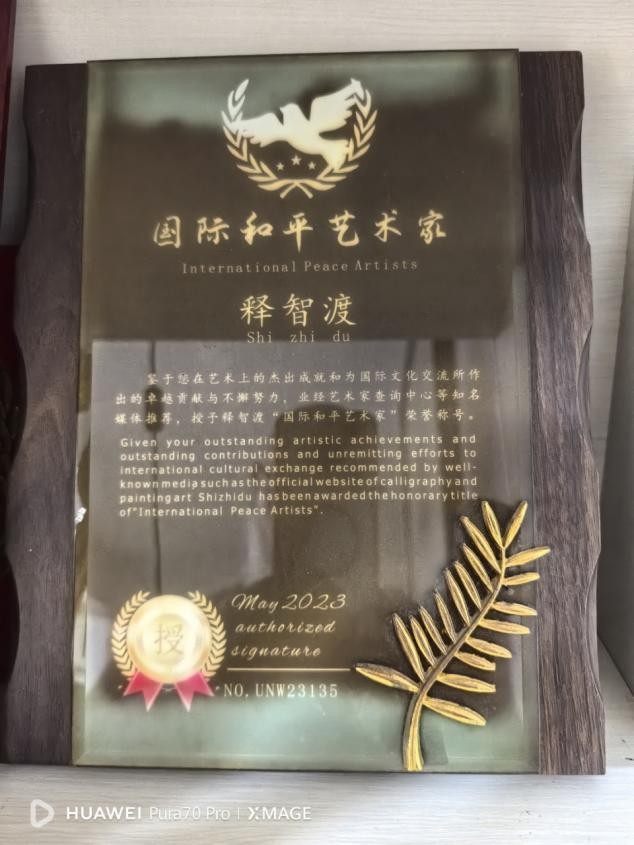 国际和平艺术家
International Peace Artists
释智渡
Shi zhi du
鉴于您在艺术上的杰出成就和为国际文化交流所作
出的卓越贡献与不懈努力，业经艺术家查询中心等知名
媒体推荐，授予释智渡“国际和平艺术家”荣誉称号。
Given your outstanding artistic achievements and
outstanding contributions and unremitting efforts to
international cultural exchange recommended by well-
known media such as the official website of calligraphy and
painting art Shizhidu has been awarded the honorary title
of"International Peace Artists".
授
May 2023
authorized
signature
NO. UNW23135
HUAWEI Pura70 Pro | XMAGE